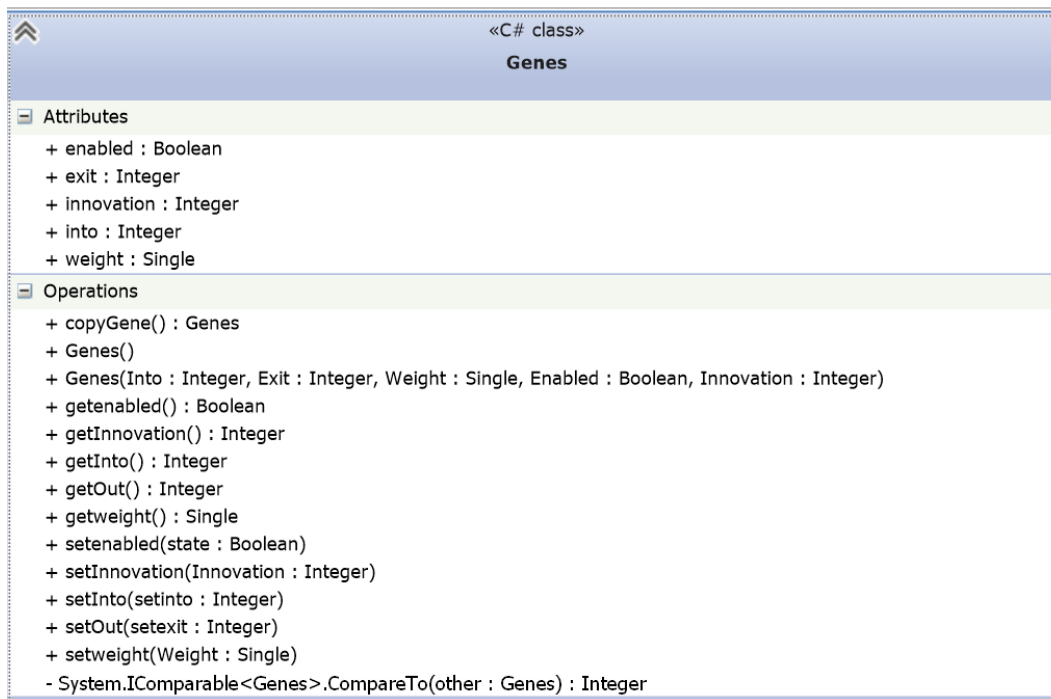 «C# class»
Genes
Attributes
+ enabled : Boolean
+ exit : Integer
+ innovation : Integer
+ into : Integer
+ weight : Single
Operations
+ copyGene() : Genes
+ Genes()
+ Genes(Into : Integer, Exit : Integer, Weight : Single, Enabled : Boolean, Innovation : Integer)
+ getenabled() : Boolean
+ getInnovation() : Integer
+ getInto() : Integer
+ getOut() : Integer
+ getweight() : Single
+ setenabled(state : Boolean)
+ setInnovation(Innovation : Integer)
+ setInto(setinto : Integer)
+ setOut(setexit : Integer)
+ setweight(Weight : Single)
- System.IComparable<Genes>.CompareTo(other : Genes) : Integer